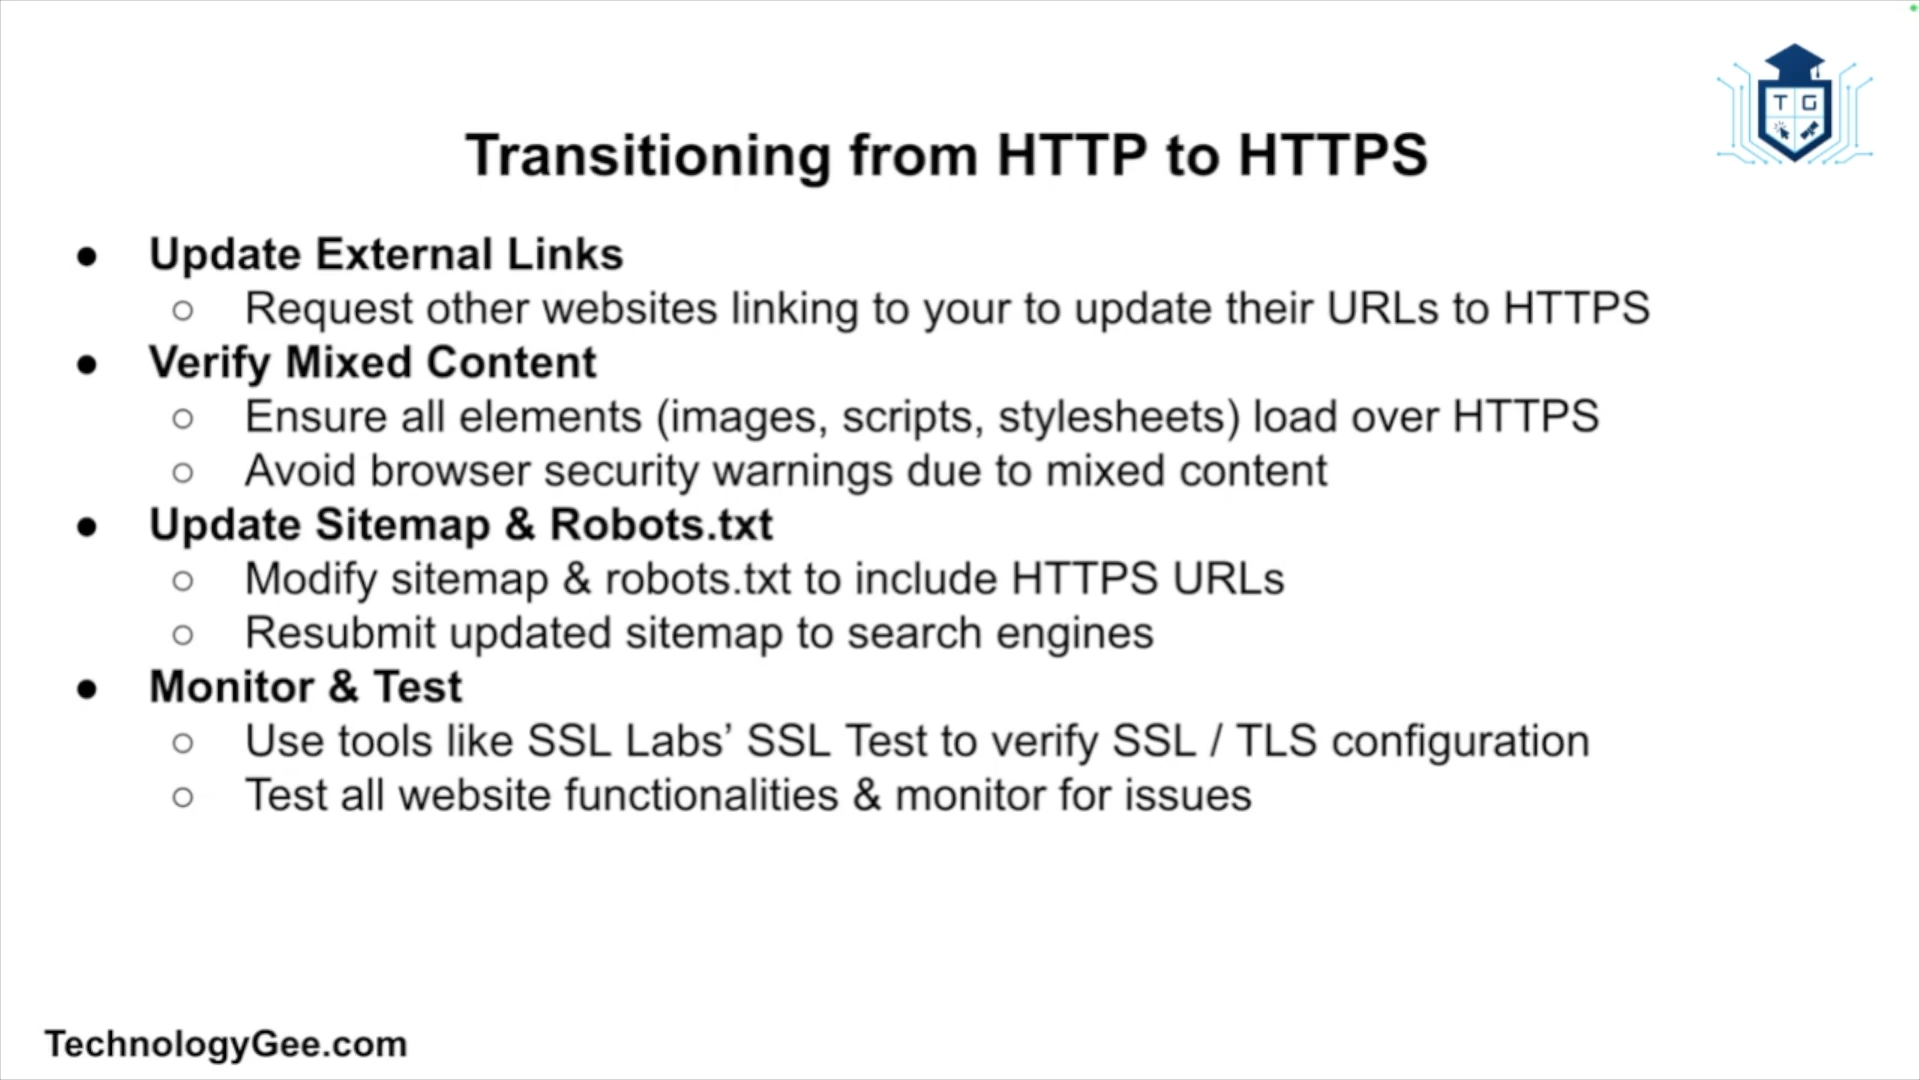 T G
Transitioning from HTTP to HTTPS
● Update External Links
○ Request other websites linking to your to update their URLs to HTTPS
● Verify Mixed Content
○ Ensure all elements (images, scripts, stylesheets) load over HTTPS
○ Avoid browser security warnings due to mixed content
● Update Sitemap & Robots.txt
○ Modify sitemap & robots.txt to include HTTPS URLs
○ Resubmit updated sitemap to search engines
● Monitor & Test
○ Use tools like SSL Labs’ SSL Test to verify SSL / TLS configuration
○ Test all website functionalities & monitor for issues
TechnologyGee.com